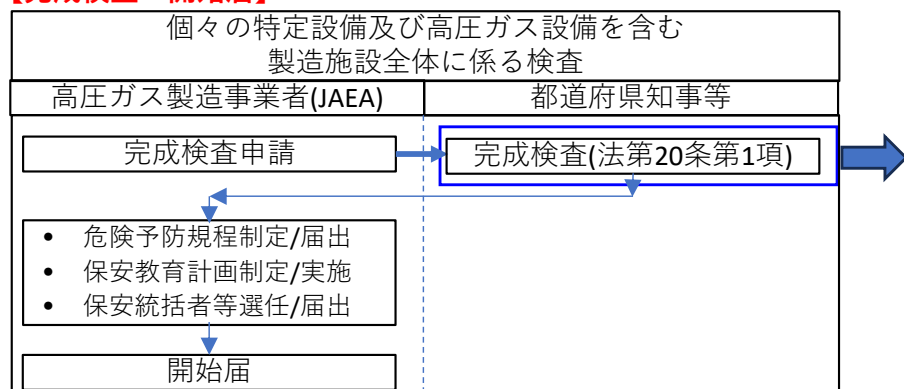 個々の特定設備及び高圧ガス設備を含む
製造施設全体に係る検査
高圧ガス製造事業者(JAEA)
都道府県知事等
完成検査申請
完成検査(法第20条第1項)
• 危険予防規程制定/届出
• 保安教育計画制定/実施
• 保安統括者等選任/届出
開始届